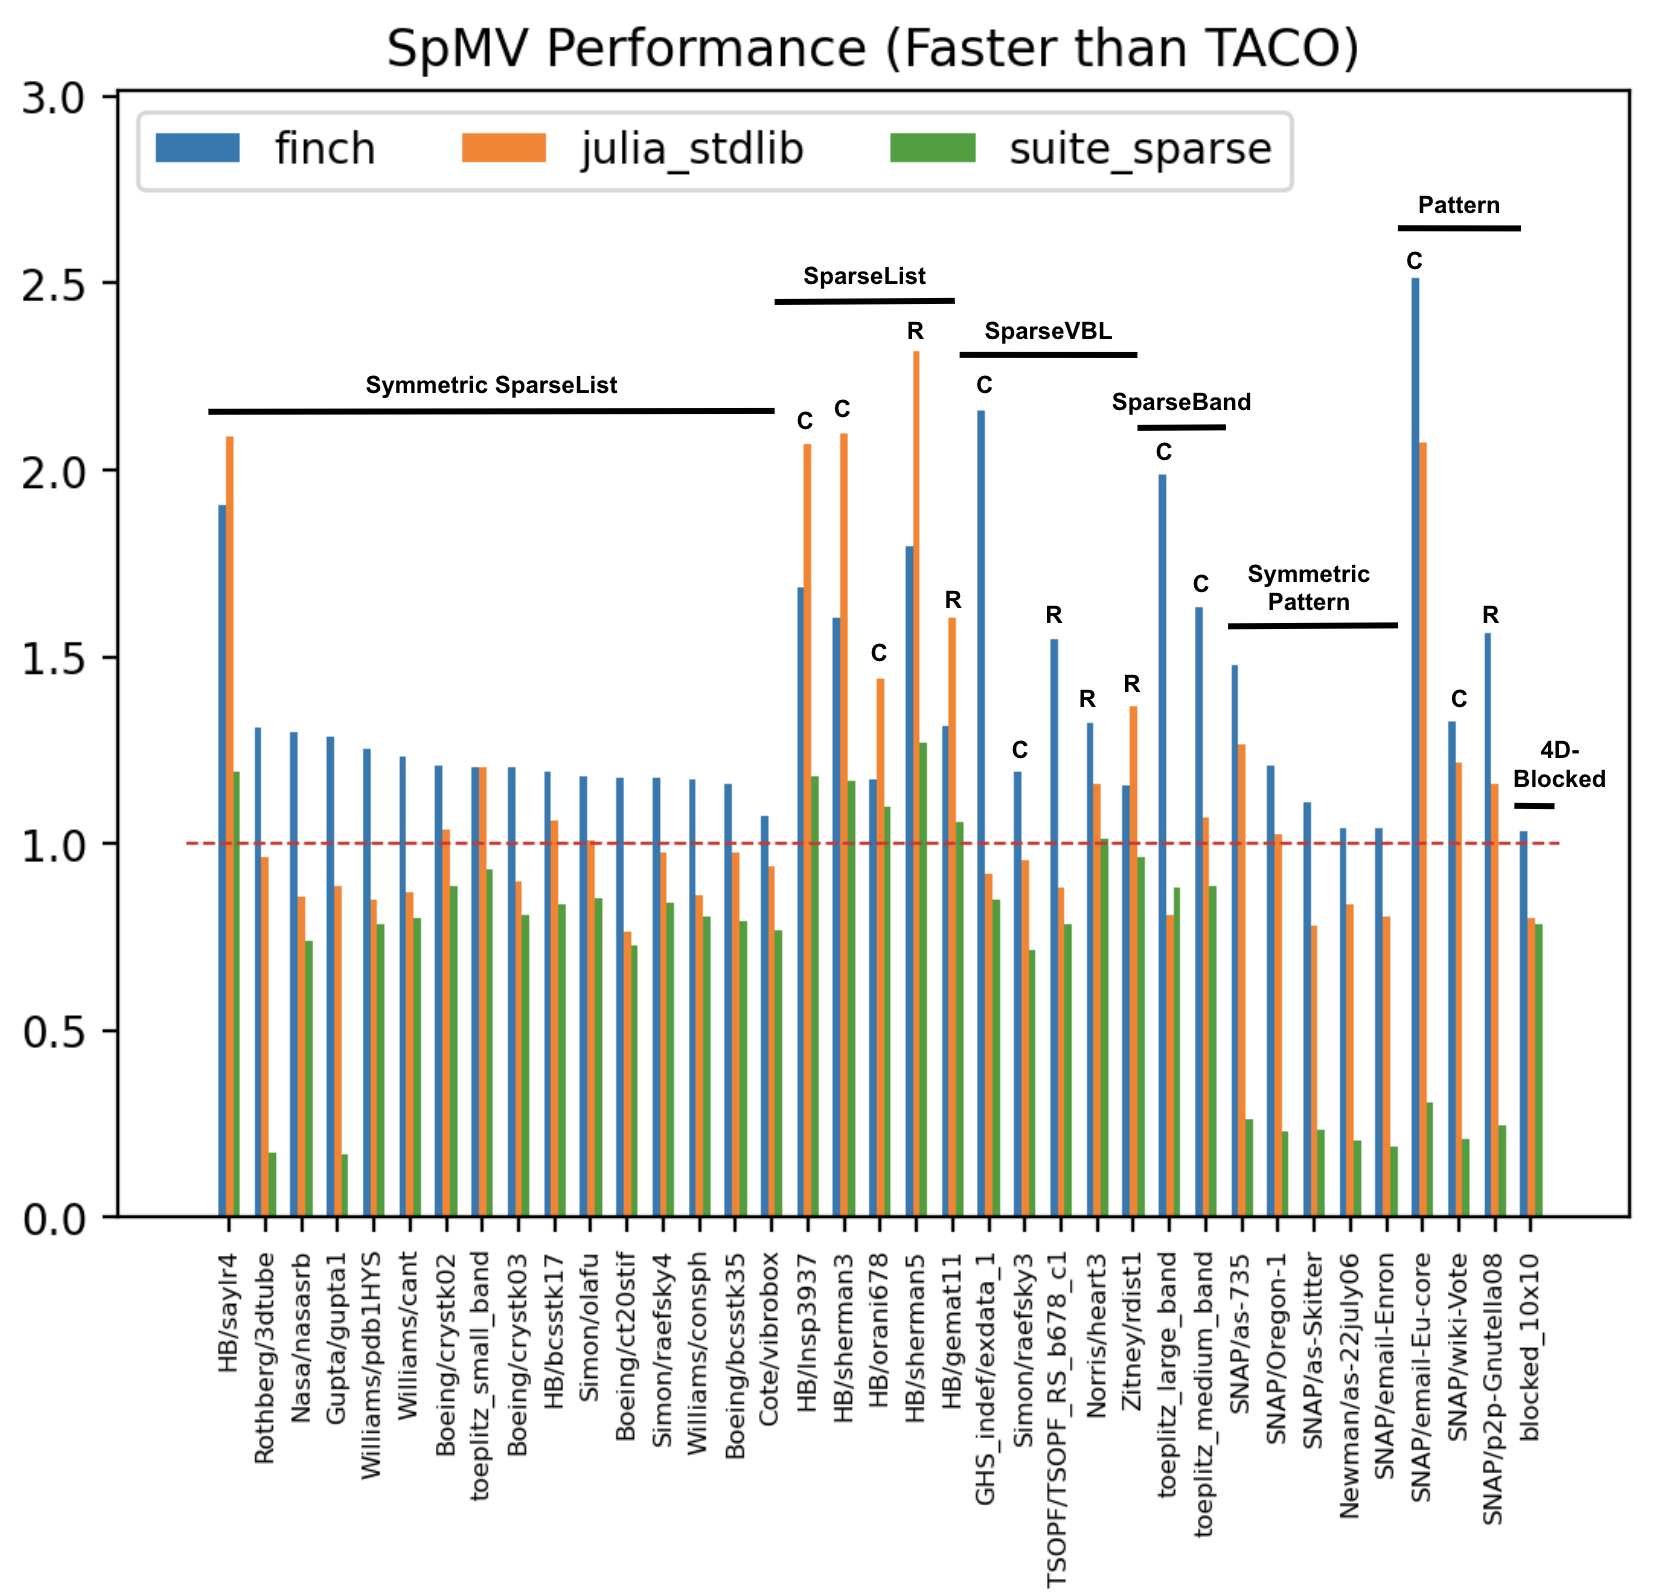 SpMV Performance (Faster than TACO)
3.0
2.5
2.0
1.5
1.0
0.5
0.0
finch
julia_stdlib
suite_sparse
Pattern
C
SparseList
R
SparseVBL
Symmetric SparseList
C
C
C
SparseBand
C
C
R
C
C
R
R
R
R
C
C
Symmetric
Pattern
R
C
4D-
Blocked
HB/saylr4
Rothberg/3dtube
Nasa/nasasrb
Gupta/gupta1
Williams/pdb1HYS
Williams/cant
Boeing/crystk02
toeplitz_small_band
Boeing/crystk03
HB/bcsstk17
Simon/olafu
Boeing/ct20stif
Simon/raefsky4
Williams/consph
Boeing/bcsstk35
Cote/vibrobox
HB/lnsp3937
HB/sherman3
HB/orani678
HB/sherman5
HB/gemat11
GHS_indef/exdata_1
Simon/raefsky3
TSOPF/TSOPF_RS_b678_c1
Norris/heart3
Zitney/rdist1
toeplitz_large_band
toeplitz_medium_band
SNAP/as-735
SNAP/Oregon-1
SNAP/as-Skitter
Newman/as-22july06
SNAP/email-Enron
SNAP/email-Eu-core
SNAP/wiki-Vote
SNAP/p2p-Gnutella08
blocked_10x10